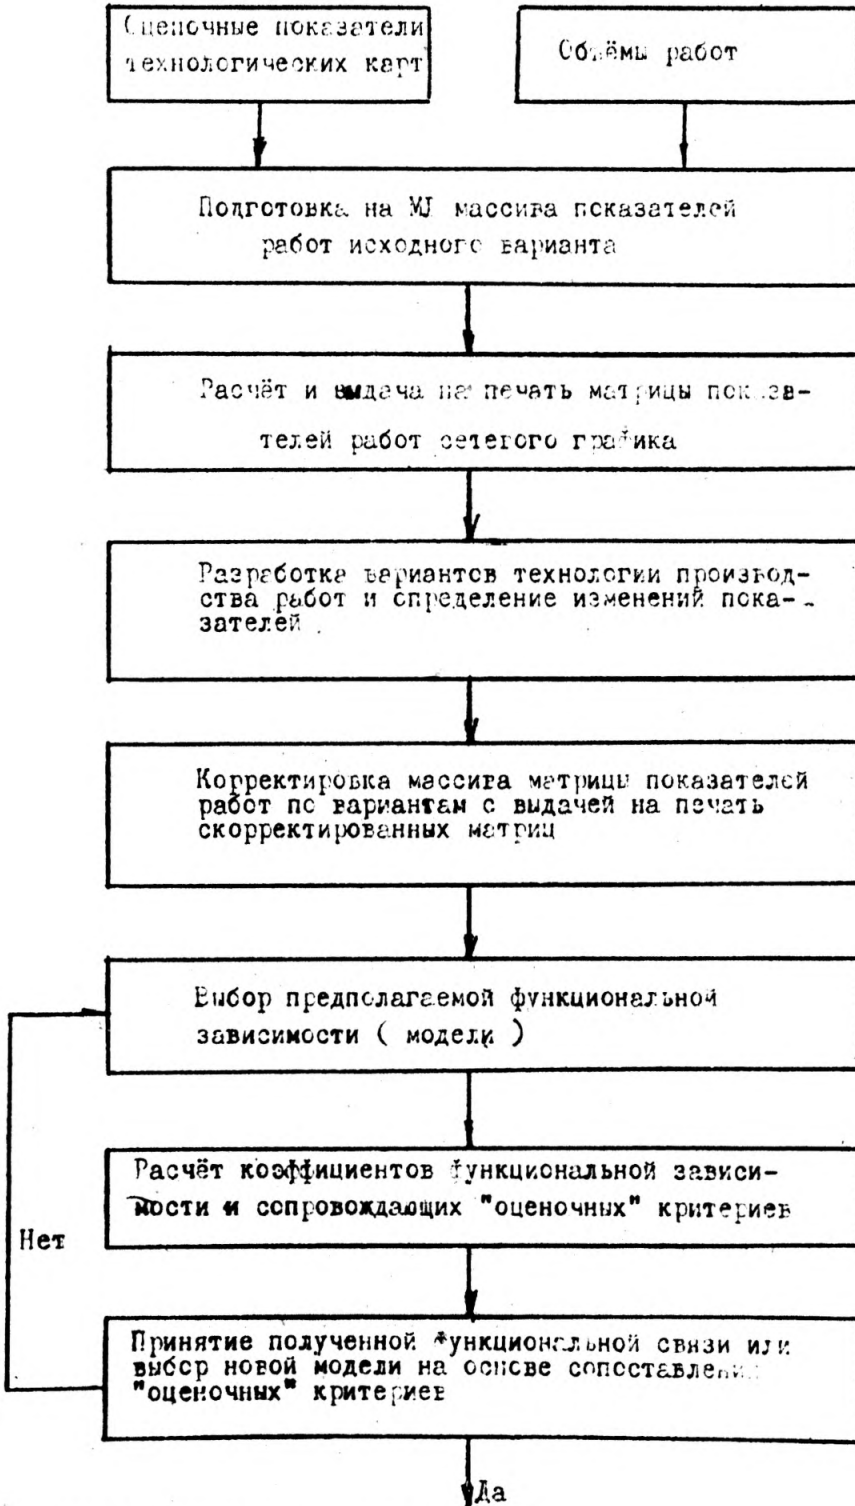 Оценочные показатели
технологических карт
Объёмы работ
Подготовка на МЛ массива показателей
работ исходного варианта
Расчёт и выдача на печать матрицы показа-
телей работ сетевого графика
Разработка вариантов технологии производ-
ства работ и определение изменений пока-
зателей
Корректировка массива матрицы показателей
работ по вариантам с выдачей на печать
скорректированных матриц
Выбор предполагаемой функциональной
зависимости ( модели )
Расчёт коэффициентов функциональной зависи-
мости и сопровождающих "оценочных" критериев
Нет
Принятие полученной функциональной связи или
выбор новой модели на основе сопоставления
"оценочных" критериев
Да